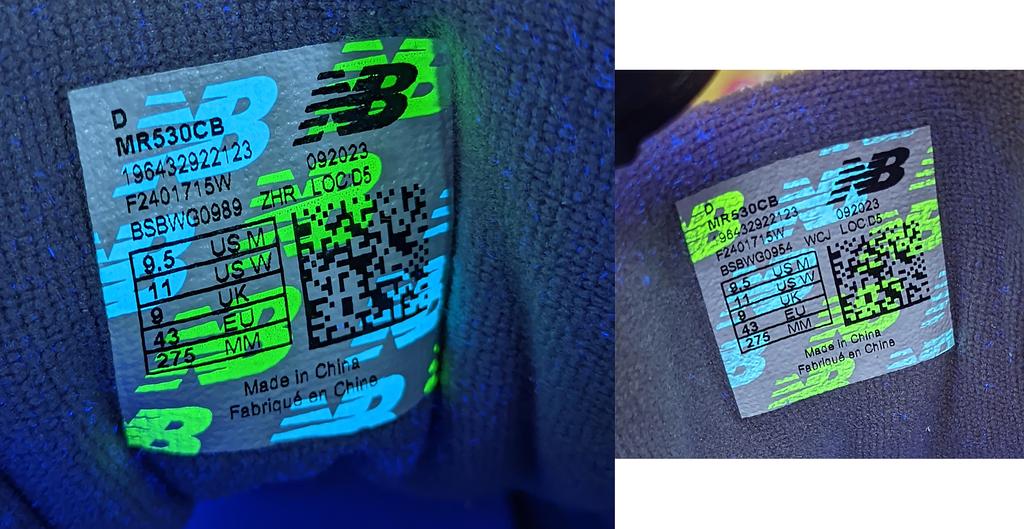 NB
D
MR530CB
196432922123 092023
F2401715W LOC:D5
BSBWG0989 ZHR
9.5 US M
11 US W
9 UK
43 EU
275 MM
Made in China
Fabriqué en Chine
NB
D
MR530CB
196432922123 092023
F2401715W LOC:D5
BSBWG0954 WCJ
9.5 US M
11 US W
9 UK
43 EU
275 MM
Made in China
Fabriqué en Chine